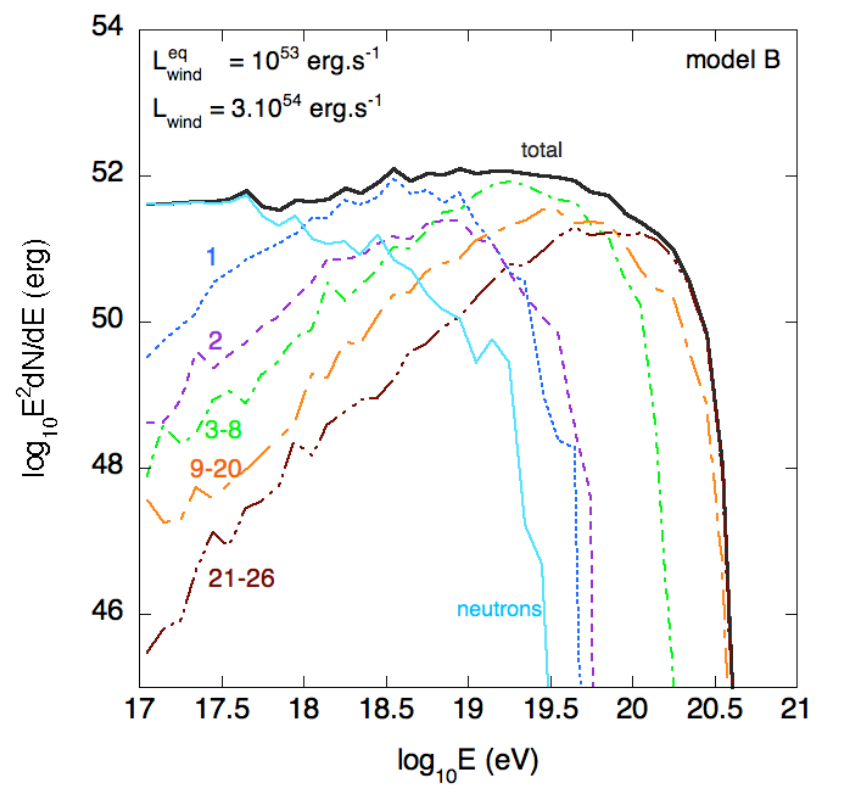 54
L_wind^eq = 10^53 erg.s^-1
model B
L_wind = 3.10^54 erg.s^-1
total
52
1
50
2
3-8
48
9-20
21-26
46
neutrons
17 17.5 18 18.5 19 19.5 20 20.5 21
log10E (eV)
log10E^2dN/dE (erg)